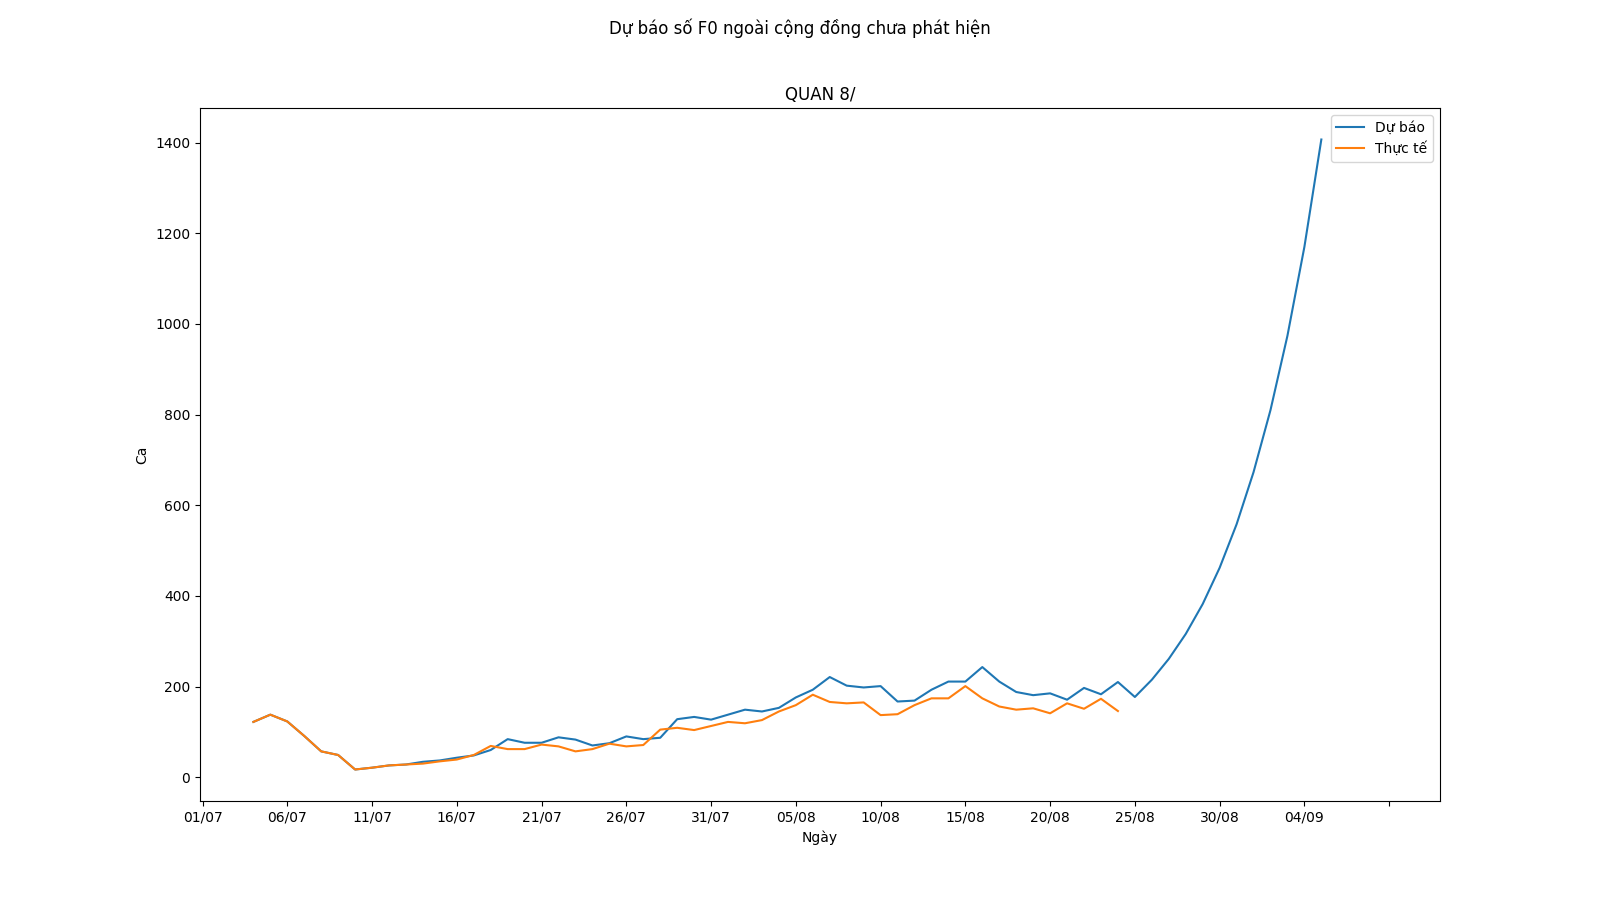 Dự báo số F0 ngoài cộng đồng chưa phát hiện
QUAN 8/
Dự báo
Thực tế
1400
1200
1000
800
600
400
200
0
Ca
01/07 06/07 11/07 16/07 21/07 26/07 31/07 05/08 10/08 15/08 20/08 25/08 30/08 04/09
Ngày